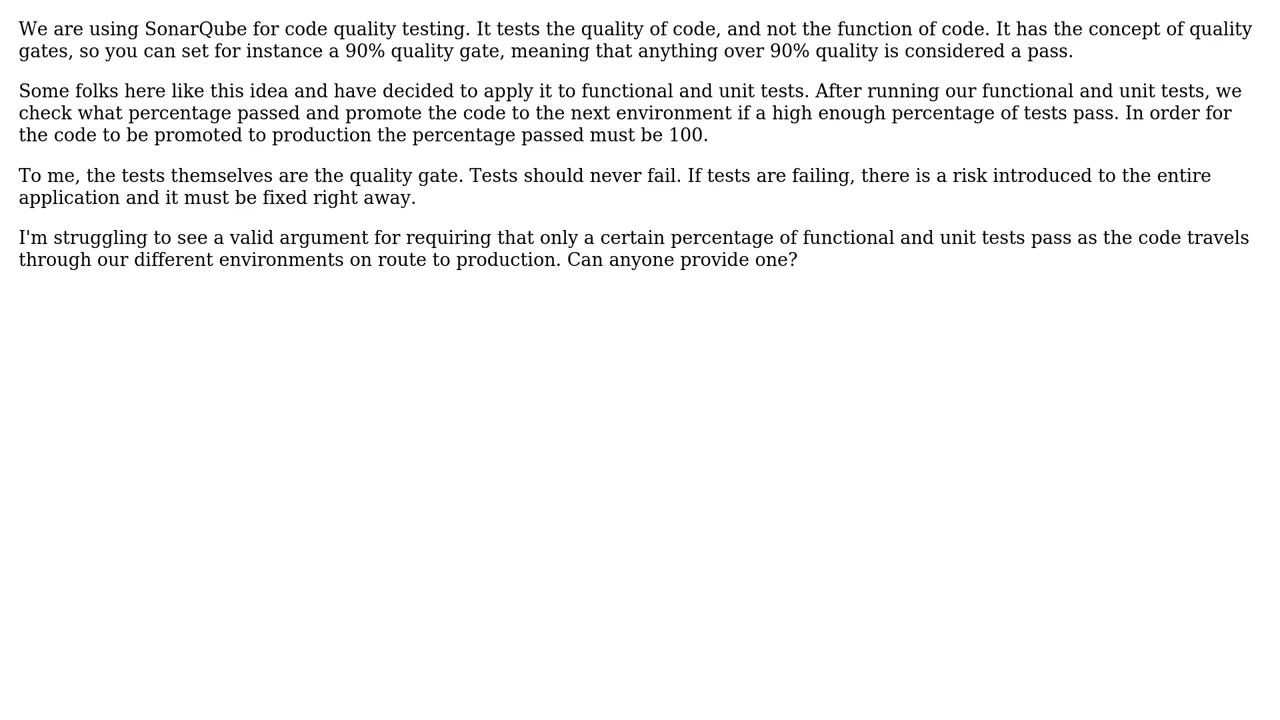 We are using SonarQube for code quality testing. It tests the quality of code, and not the function of code. It has the concept of quality
gates, so you can set for instance a 90% quality gate, meaning that anything over 90% quality is considered a pass.
Some folks here like this idea and have decided to apply it to functional and unit tests. After running our functional and unit tests, we
check what percentage passed and promote the code to the next environment if a high enough percentage of tests pass. In order for
the code to be promoted to production the percentage passed must be 100.
To me, the tests themselves are the quality gate. Tests should never fail. If tests are failing, there is a risk introduced to the entire
application and it must be fixed right away.
I'm struggling to see a valid argument for requiring that only a certain percentage of functional and unit tests pass as the code travels
through our different environments on route to production. Can anyone provide one?